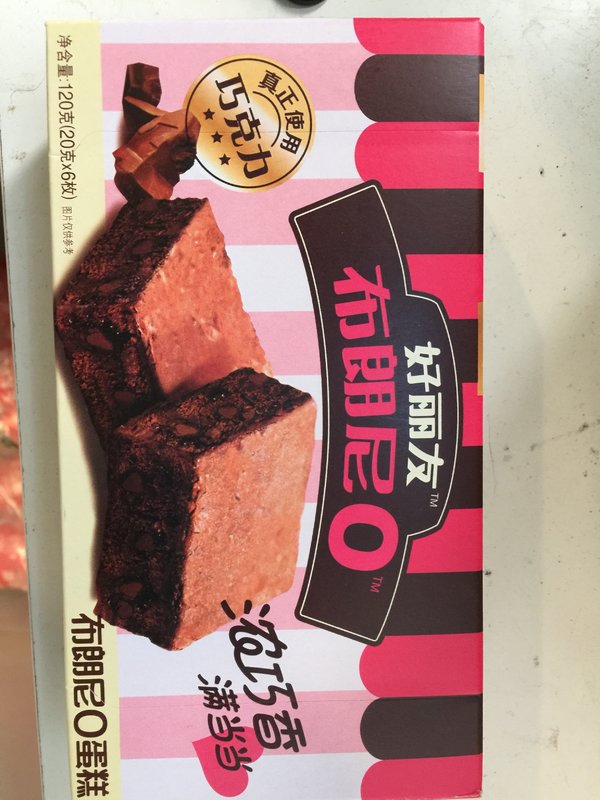 好丽友™
布朗尼O™
真正使用
巧克力
浓巧香
满当当
净含量:120克(20克x6枚) 图片仅供参考
布朗尼O蛋糕